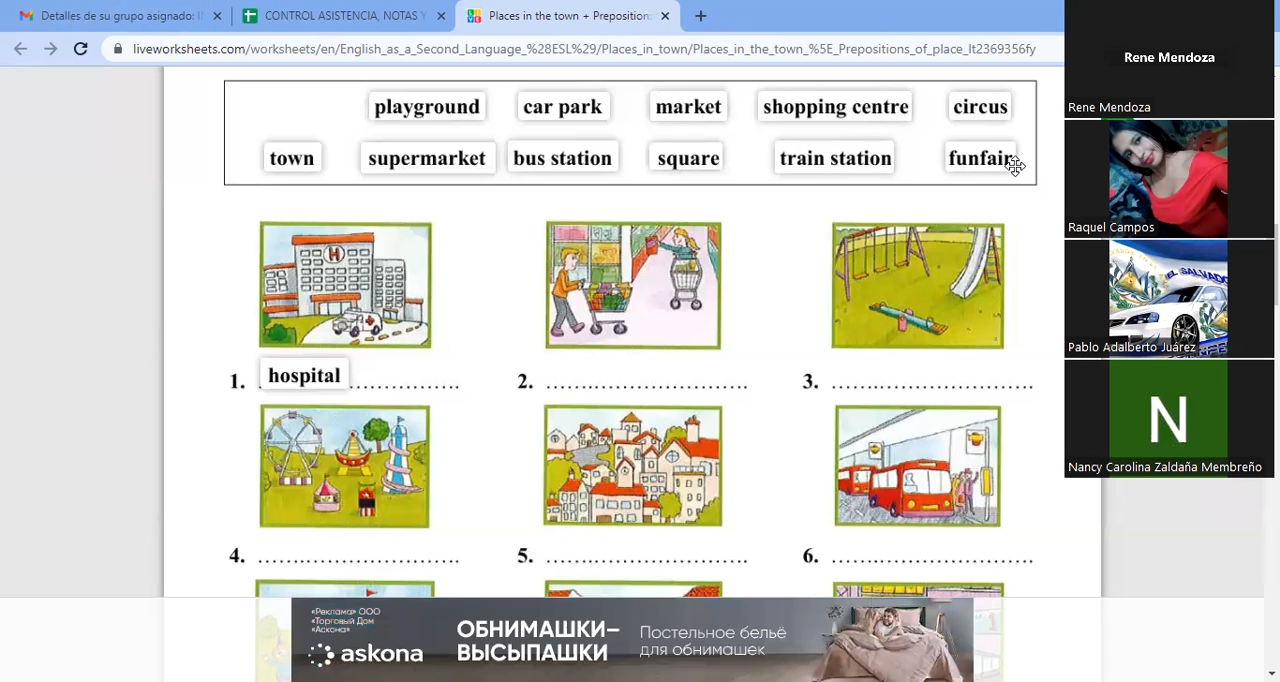 Detalles de su grupo asignado: I
CONTROL ASISTENCIA, NOTAS Y
Places in the town + Preposition
liveworksheets.com/worksheets/en/English_as_a_Second_Language_%28ESL%29/Places_in_town/Places_in_the_town_%5E_Prepositions_of_place_lt2369356fy
playground car park market shopping centre circus
town supermarket bus station square train station funfair
1. hospital
2.
3.
4.
5.
6.
H
«Реклама» ООО
«Торговый Дом
«Аскона»
askona
ОБНИМАШКИ–
ВЫСЫПАШКИ
Постельное бельё
для обнимашек
Rene Mendoza
Rene Mendoza
Raquel Campos
EL SALVADO
Pablo Adalberto Juárez
N
Nancy Carolina Zaldaña Membreño